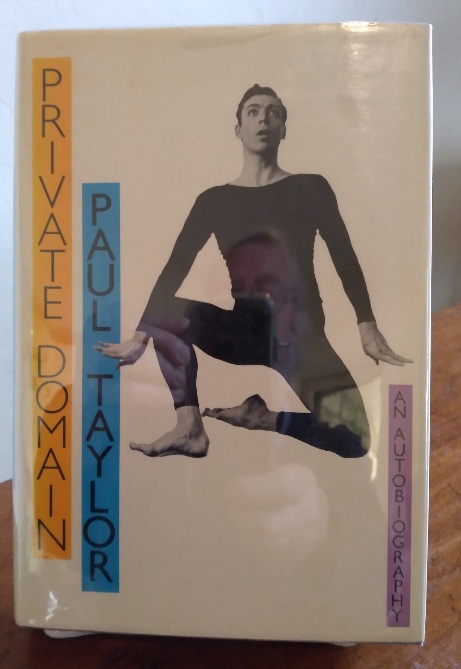 PRIVATE DOMAIN
PAUL TAYLOR
AN AUTOBIOGRAPHY